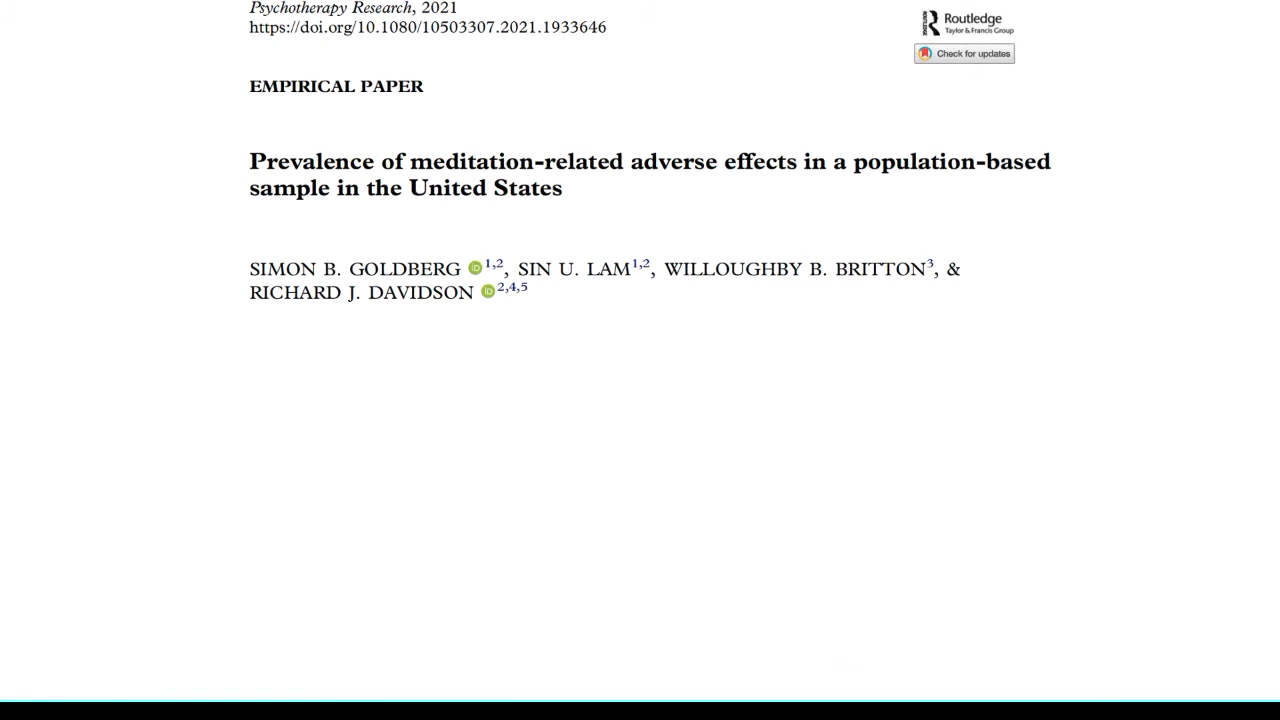 Psychotherapy Research, 2021
https://doi.org/10.1080/10503307.2021.1933646
Routledge
Taylor & Francis Group
Check for updates
EMPIRICAL PAPER
Prevalence of meditation-related adverse effects in a population-based
sample in the United States
SIMON B. GOLDBERG iD 1,2, SIN U. LAM1,2, WILLOUGHBY B. BRITTON3, &
RICHARD J. DAVIDSON iD 2,4,5